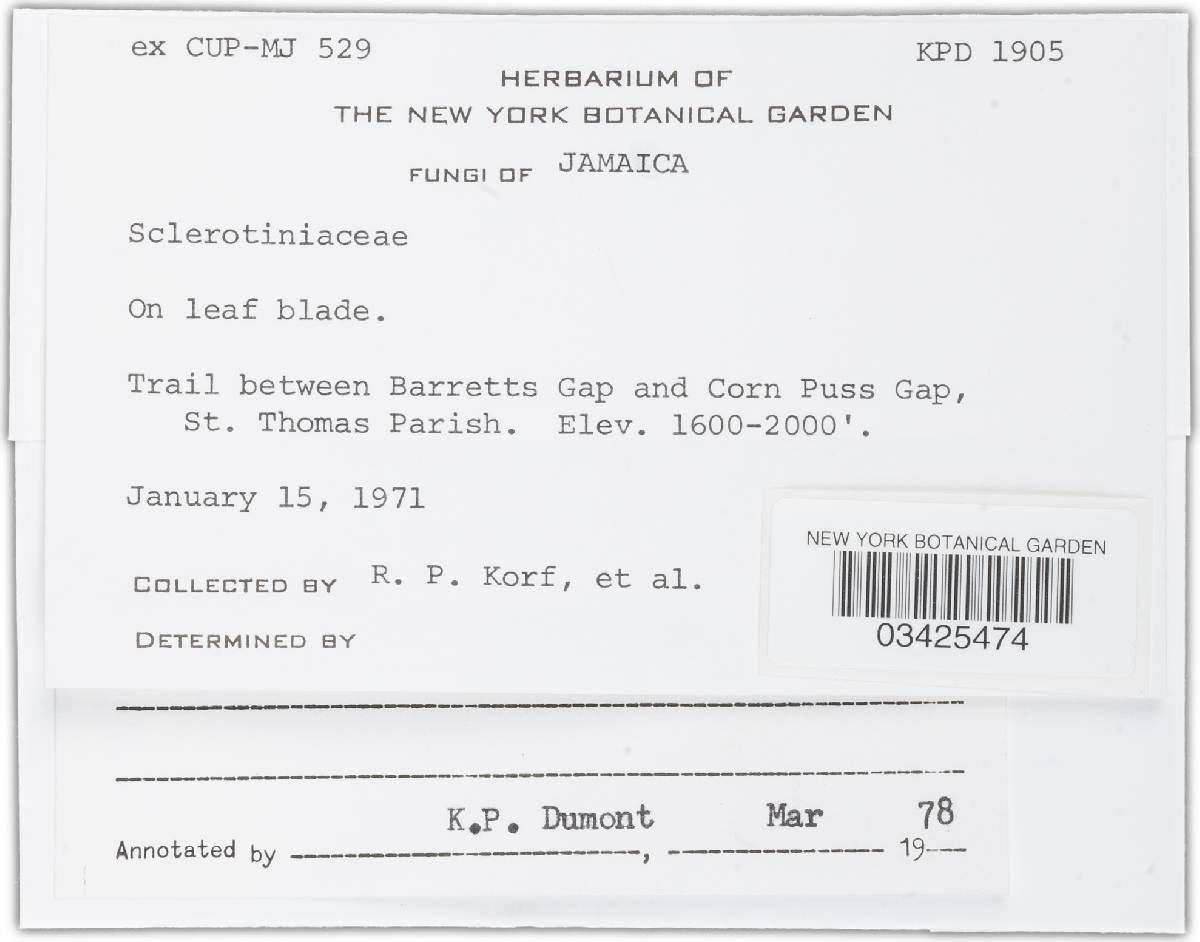 ex CUP-MJ 529 KPD 1905
HERBARIUM OF
THE NEW YORK BOTANICAL GARDEN
FUNGI OF JAMAICA
Sclerotiniaceae
On leaf blade.
Trail between Barretts Gap and Corn Puss Gap,
St. Thomas Parish. Elev. 1600-2000'.
January 15, 1971
COLLECTED BY R. P. Korf, et al.
DETERMINED BY
NEW YORK BOTANICAL GARDEN
03425474
K.P. Dumont Mar 78
Annotated by , 19